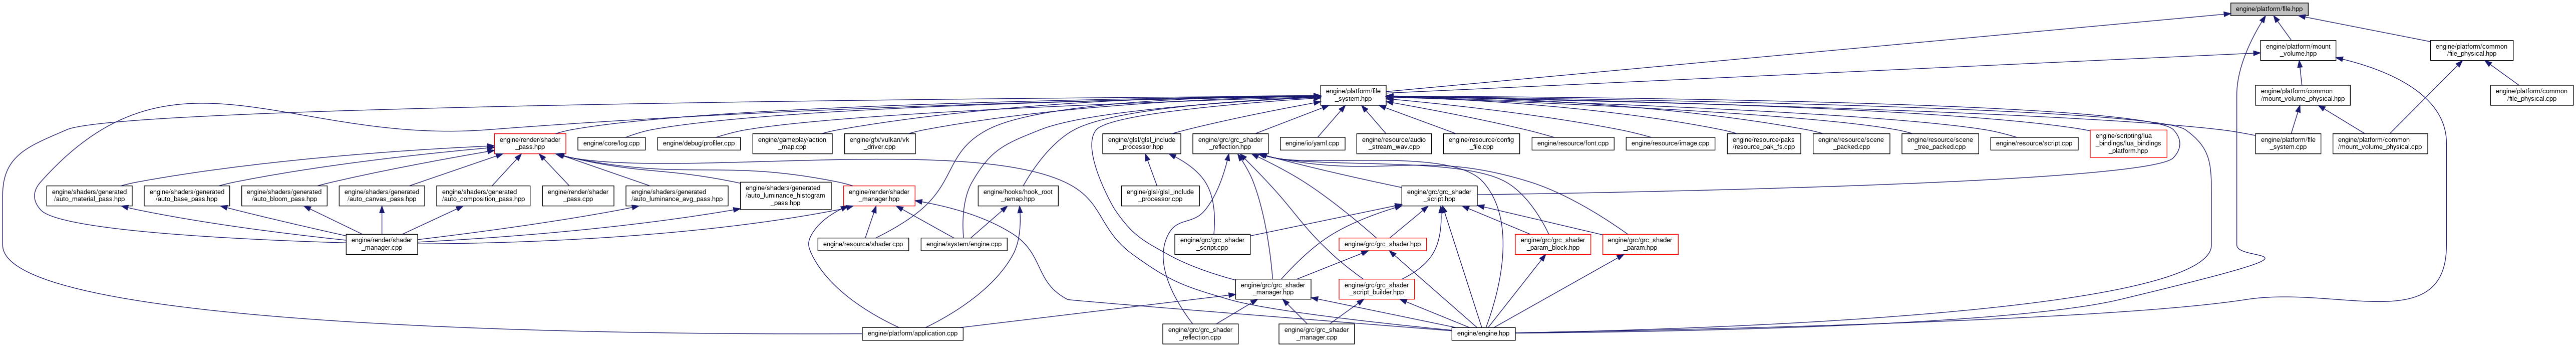 engine/platform/file.hpp
engine/platform/mount
_volume.hpp
engine/platform/common
/file_physical.hpp
engine/platform/file
_system.hpp
engine/platform/common
/mount_volume_physical.hpp
engine/platform/common
/file_physical.cpp
engine/render/shader
_pass.hpp
engine/core/log.cpp
engine/debug/profiler.cpp
engine/gameplay/action
_map.cpp
engine/gfx/vulkan/vk
_driver.cpp
engine/glsl/glsl_include
_processor.hpp
engine/grc/grc_shader
_reflection.hpp
engine/io/yaml.cpp
engine/resource/audio
_stream_wav.cpp
engine/resource/config
_file.cpp
engine/resource/font.cpp
engine/resource/image.cpp
engine/resource/paks
/resource_pak_fs.cpp
engine/resource/scene
_packed.cpp
engine/resource/scene
_tree_packed.cpp
engine/resource/script.cpp
engine/scripting/lua
_bindings/lua_bindings
_platform.hpp
engine/platform/file
_system.cpp
engine/platform/common
/mount_volume_physical.cpp
engine/shaders/generated
/auto_material_pass.hpp
engine/shaders/generated
/auto_base_pass.hpp
engine/shaders/generated
/auto_bloom_pass.hpp
engine/shaders/generated
/auto_canvas_pass.hpp
engine/shaders/generated
/auto_composition_pass.hpp
engine/render/shader
_pass.cpp
engine/shaders/generated
/auto_luminance_avg_pass.hpp
engine/shaders/generated
/auto_luminance_histogram
_pass.hpp
engine/render/shader
_manager.hpp
engine/hooks/hook_root
_remap.hpp
engine/glsl/glsl_include
_processor.cpp
engine/grc/grc_shader
_script.hpp
engine/render/shader
_manager.cpp
engine/resource/shader.cpp
engine/system/engine.cpp
engine/grc/grc_shader
_script.cpp
engine/grc/grc_shader.hpp
engine/grc/grc_shader
_param_block.hpp
engine/grc/grc_shader
_param.hpp
engine/grc/grc_shader
_manager.hpp
engine/grc/grc_shader
_script_builder.hpp
engine/platform/application.cpp
engine/grc/grc_shader
_reflection.cpp
engine/grc/grc_shader
_manager.cpp
engine/engine.hpp